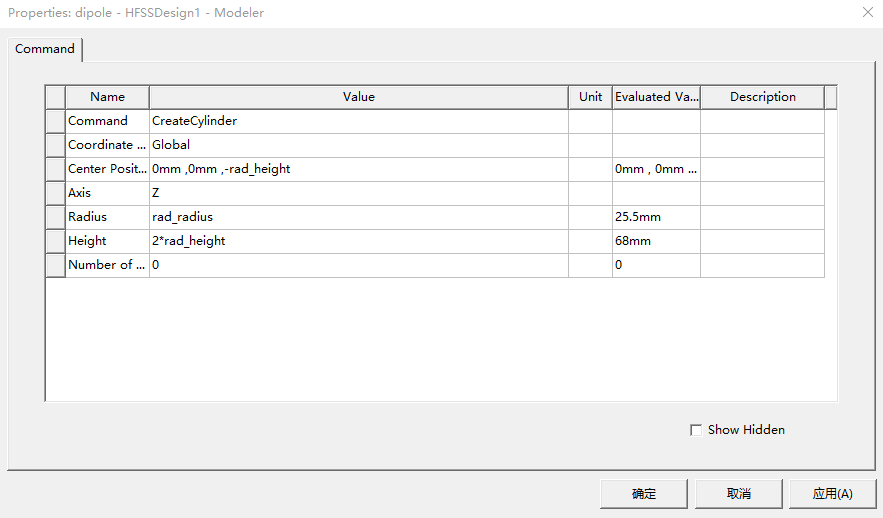 Properties: dipole - HFSSDesign1 - Modeler
Command
Name Value Unit Evaluated Va... Description
Command CreateCylinder
Coordinate ... Global
Center Posit... 0mm ,0mm ,-rad_height 0mm , 0mm ...
Axis Z
Radius rad_radius 25.5mm
Height 2*rad_height 68mm
Number of ... 0 0
Show Hidden
确定 取消 应用(A)